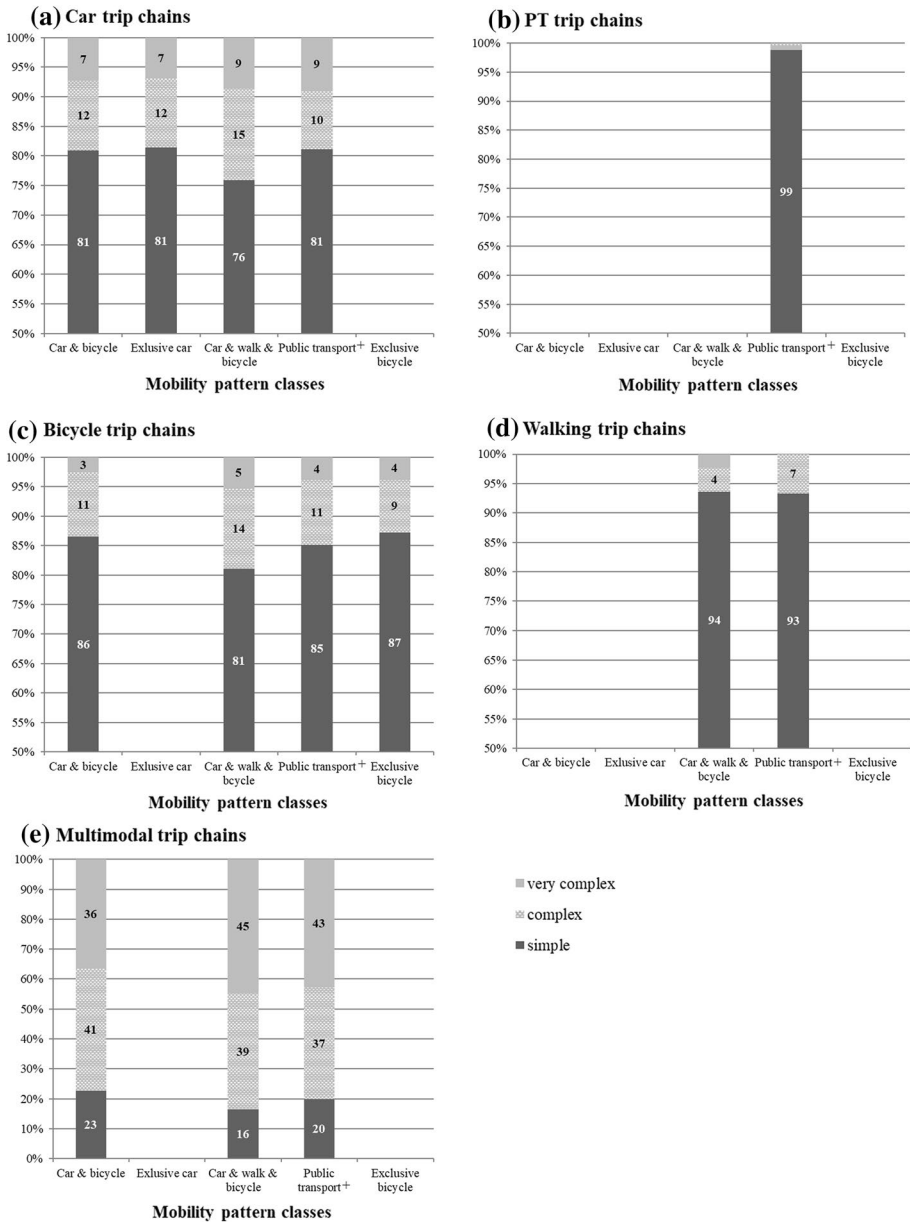 (a) Car trip chains
100%
95%
90%
85%
80%
75%
70%
65%
60%
55%
50%
7 7 9 9
12 12 15 10
81 81 76 81
Car & bicycle Exlusive car Car & walk & bicycle Public transport+ Exclusive bicycle
Mobility pattern classes
(b) PT trip chains
100%
95%
90%
85%
80%
75%
70%
65%
60%
55%
50%
99
Car & bicycle Exlusive car Car & walk & bicycle Public transport+ Exclusive bicycle
Mobility pattern classes
(c) Bicycle trip chains
100%
95%
90%
85%
80%
75%
70%
65%
60%
55%
50%
3 5 4 4
11 14 11 9
86 81 85 87
Car & bicycle Exlusive car Car & walk & bcycle Public transport+ Exclusive bicycle
Mobility pattern classes
(d) Walking trip chains
100%
95%
90%
85%
80%
75%
70%
65%
60%
55%
50%
4 7
94 93
Car & bicycle Exlusive car Car & walk & bcycle Public transport+ Exclusive bicycle
Mobility pattern classes
(e) Multimodal trip chains
100%
90%
80%
70%
60%
50%
40%
30%
20%
10%
0%
36 45 43
41 39 37
23 16 20
Car & bicycle Exlusive car Car & walk & bicycle Public transport+ Exclusive bicycle
Mobility pattern classes
very complex
complex
simple